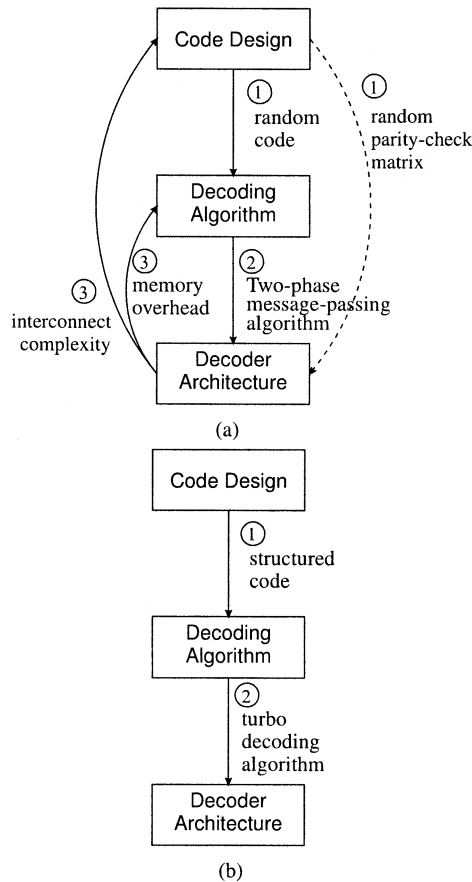 Code Design
1
random
code
1
random
parity-check
matrix
Decoding
Algorithm
3
memory
overhead
2
Two-phase
message-passing
algorithm
3
interconnect
complexity
Decoder
Architecture
(a)
Code Design
1
structured
code
Decoding
Algorithm
2
turbo
decoding
algorithm
Decoder
Architecture
(b)